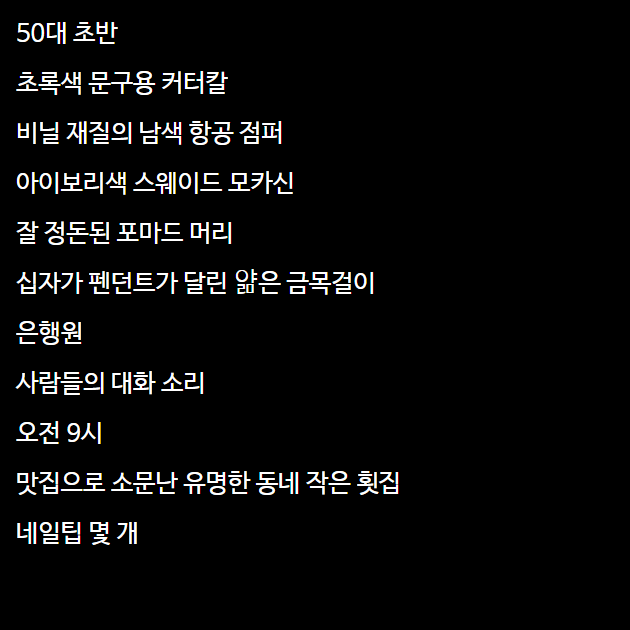 50대 초반
초록색 문구용 커터칼
비닐 재질의 남색 항공 점퍼
아이보리색 스웨이드 모카신
잘 정돈된 포마드 머리
십자가 펜던트가 달린 얊은 금목걸이
은행원
사람들의 대화 소리
오전 9시
맛집으로 소문난 유명한 동네 작은 횟집
네일팁 몇 개